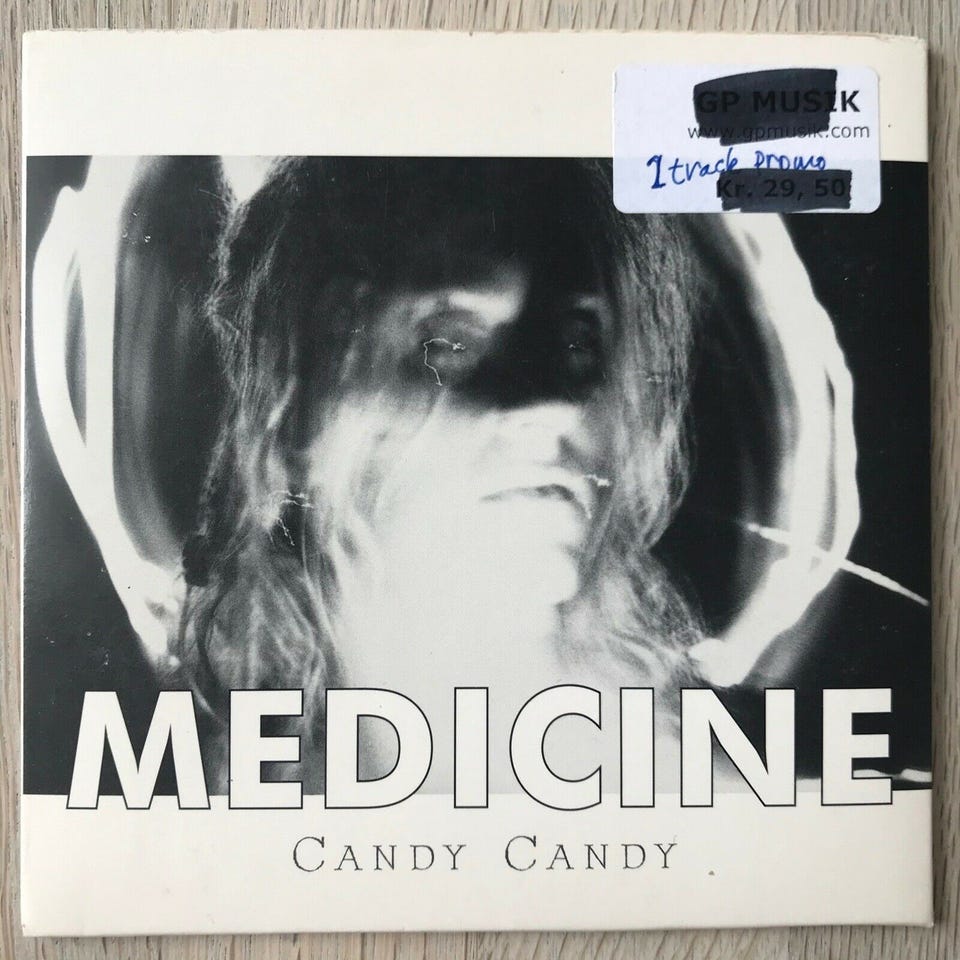 GP MUSIK
www.gpmusik.com
1 track promo
Kr. 29, 50
MEDICINE
CANDY CANDY